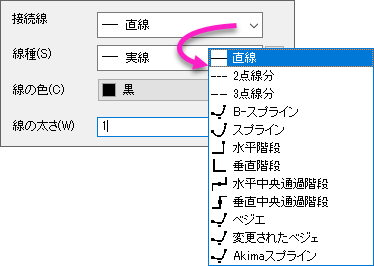 接続線
直線
線種(S)
実線
線の色(C)
黒
線の太さ(W)
1
直線
2点線分
3点線分
B-スプライン
スプライン
水平階段
垂直階段
水平中央通過階段
垂直中央通過階段
ベジエ
変更されたベジェ
Akimaスプライン